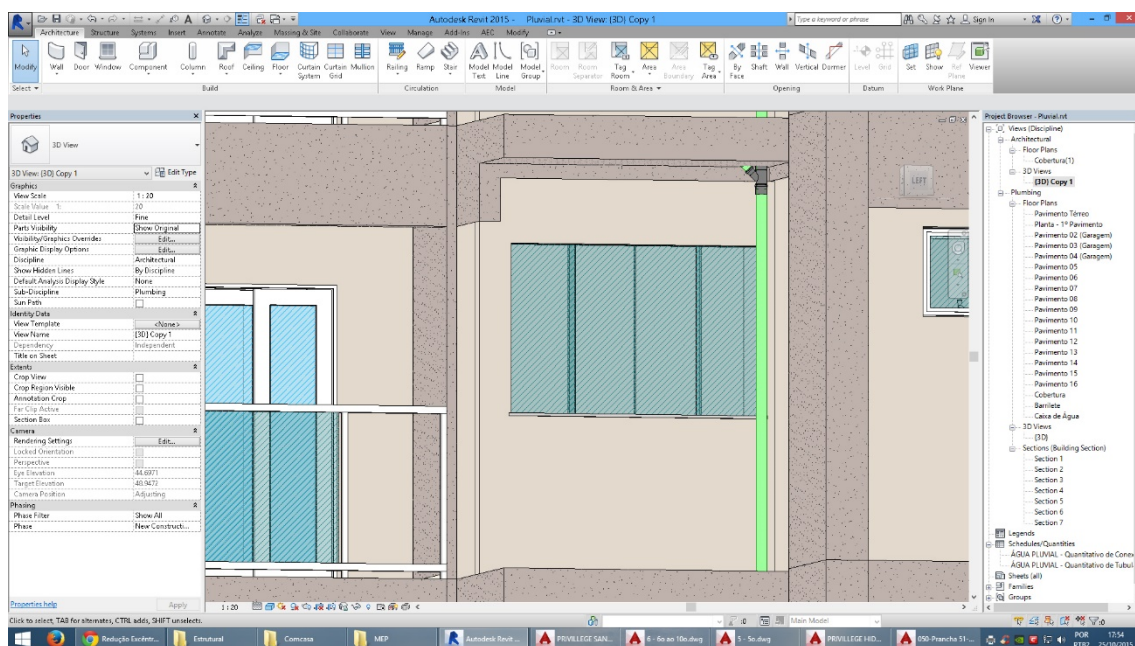 Autodesk Revit 2015 - Pluvial.rvt - 3D View: {3D} Copy 1
Type a keyword or phrase
Sign In
Architecture Structure Systems Insert Annotate Analyze Massing & Site Collaborate View Manage Add-Ins AEC Modify
Modify Wall Door Window Component Column Roof Ceiling Floor Curtain System Curtain Grid Mullion Railing Ramp Stair Model Text Model Line Model Group Room Room Separator Tag Room Area Area Boundary Tag Area By Face Shaft Wall Vertical Dormer Level Grid Set Show Ref Plane Viewer
Select Build Circulation Model Room & Area Opening Datum Work Plane
Properties
3D View
3D View: {3D} Copy 1 Edit Type
Graphics
View Scale 1 : 20
Scale Value 1: 20
Detail Level Fine
Parts Visibility Show Original
Visibility/Graphics Overrides Edit...
Graphic Display Options Edit...
Discipline Architectural
Show Hidden Lines By Discipline
Default Analysis Display Style None
Sub-Discipline Plumbing
Sun Path
Identity Data
View Template <None>
View Name {3D} Copy 1
Dependency Independent
Title on Sheet
Extents
Crop View
Crop Region Visible
Annotation Crop
Far Clip Active
Section Box
Camera
Rendering Settings Edit...
Locked Orientation
Perspective
Eye Elevation 44.6971
Target Elevation 40.9472
Camera Position Adjusting
Phasing
Phase Filter Show All
Phase New Constructi...
Properties help Apply
LEFT
1 : 20
Project Browser - Pluvial.rvt
Views (Discipline)
Architectural
Floor Plans
Cobertura(1)
3D Views
{3D} Copy 1
Plumbing
Floor Plans
Pavimento Térreo
Planta - 1º Pavimento
Pavimento 02 (Garagem)
Pavimento 03 (Garagem)
Pavimento 04 (Garagem)
Pavimento 05
Pavimento 06
Pavimento 07
Pavimento 08
Pavimento 09
Pavimento 10
Pavimento 11
Pavimento 12
Pavimento 13
Pavimento 14
Pavimento 15
Pavimento 16
Cobertura
Barrilete
Caixa de Água
3D Views
{3D}
Sections (Building Section)
Section 1
Section 2
Section 3
Section 4
Section 5
Section 6
Section 7
Legends
Schedules/Quantities
ÁGUA PLUVIAL - Quantitativo de Conex
ÁGUA PLUVIAL - Quantitativo de Tubul
Sheets (all)
Families
Groups
Click to select, TAB for alternates, CTRL adds, SHIFT unselects.
:0 Main Model :0
Redução Excêntr... Estrutural Comcasa MEP Autodesk Revit ... PRIVILLEGE SAN... 6 - 6o ao 10o.dwg 5 - 5o.dwg PRIVILLEGE HID... 050-Prancha 51-...
POR 17:54
PTB2 25/10/2015